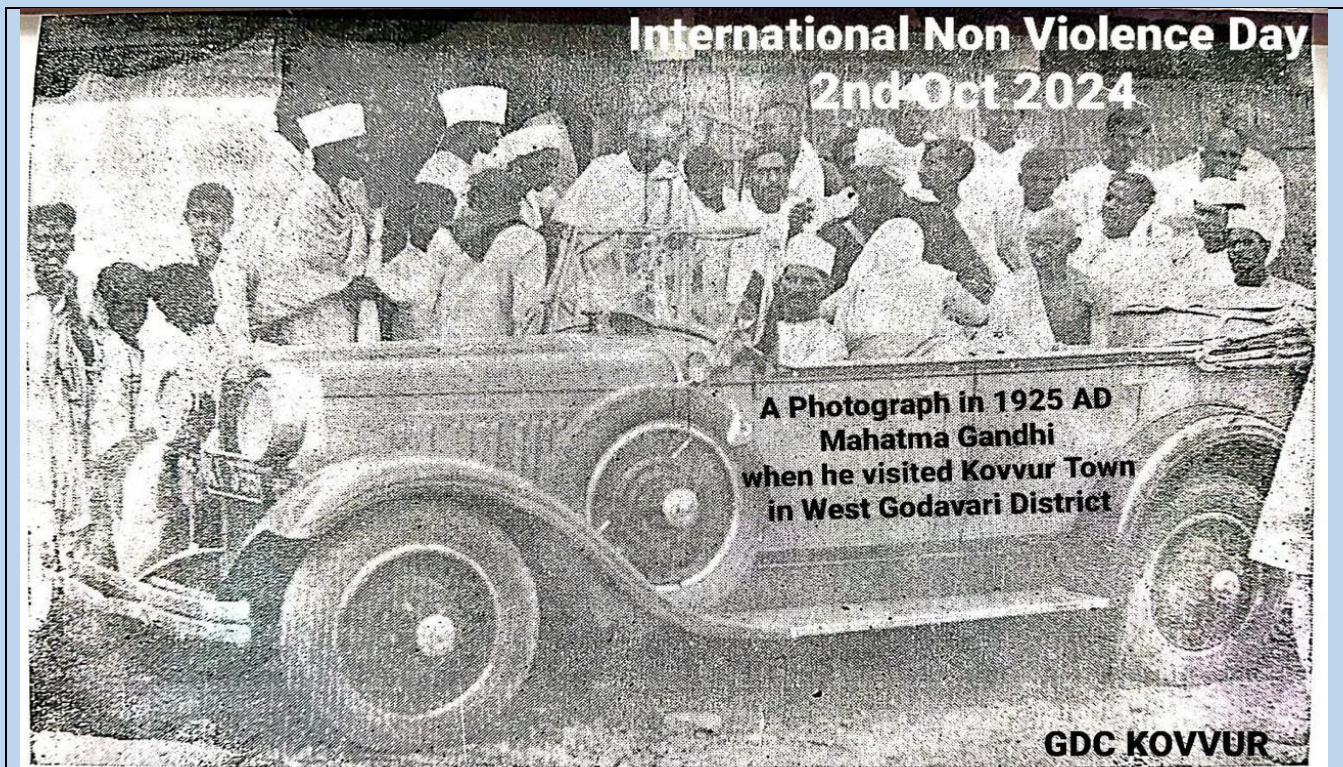 International Non Violence Day
2nd Oct 2024
A Photograph in 1925 AD
Mahatma Gandhi
when he visited Kovvur Town
in West Godavari District
GDC KOVVUR